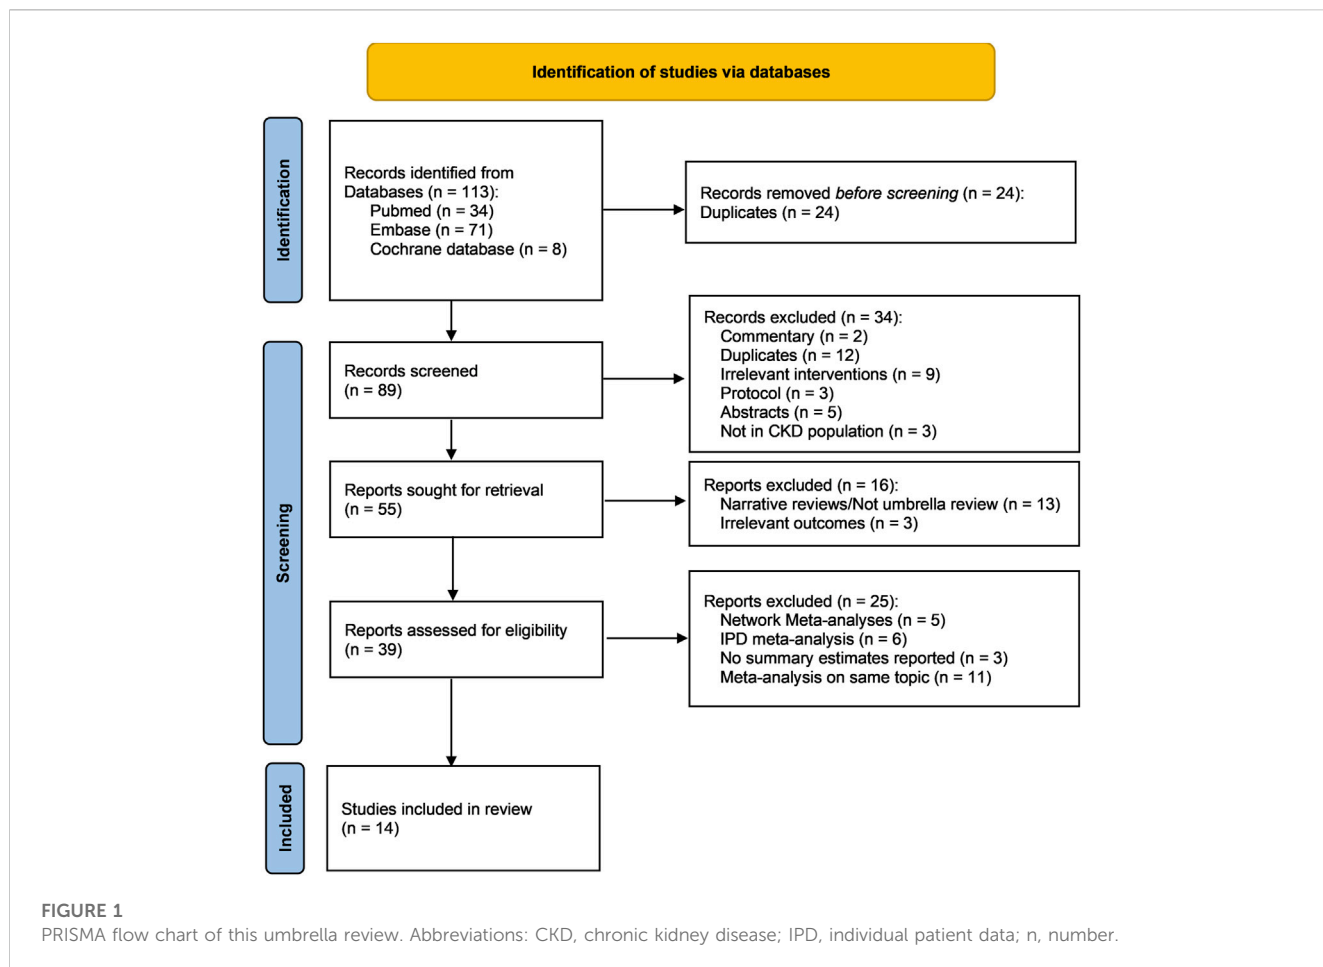 Identification of studies via databases
Identification
Records identified from
Databases (n = 113):
Pubmed (n = 34)
Embase (n = 71)
Cochrane database (n = 8)
Records removed before screening (n = 24):
Duplicates (n = 24)
Screening
Records screened
(n = 89)
Records excluded (n = 34):
Commentary (n = 2)
Duplicates (n = 12)
Irrelevant interventions (n = 9)
Protocol (n = 3)
Abstracts (n = 5)
Not in CKD population (n = 3)
Reports sought for retrieval
(n = 55)
Reports excluded (n = 16):
Narrative reviews/Not umbrella review (n = 13)
Irrelevant outcomes (n = 3)
Reports assessed for eligibility
(n = 39)
Reports excluded (n = 25):
Network Meta-analyses (n = 5)
IPD meta-analysis (n = 6)
No summary estimates reported (n = 3)
Meta-analysis on same topic (n = 11)
Included
Studies included in review
(n = 14)
FIGURE 1
PRISMA flow chart of this umbrella review. Abbreviations: CKD, chronic kidney disease; IPD, individual patient data; n, number.